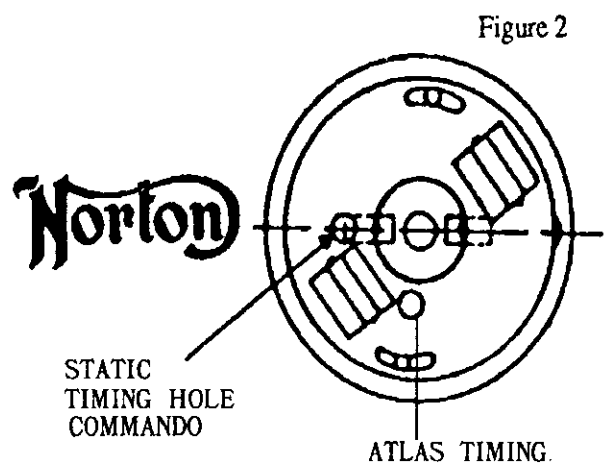 Figure 2
Norton
STATIC
TIMING HOLE
COMMANDO
ATLAS TIMING.